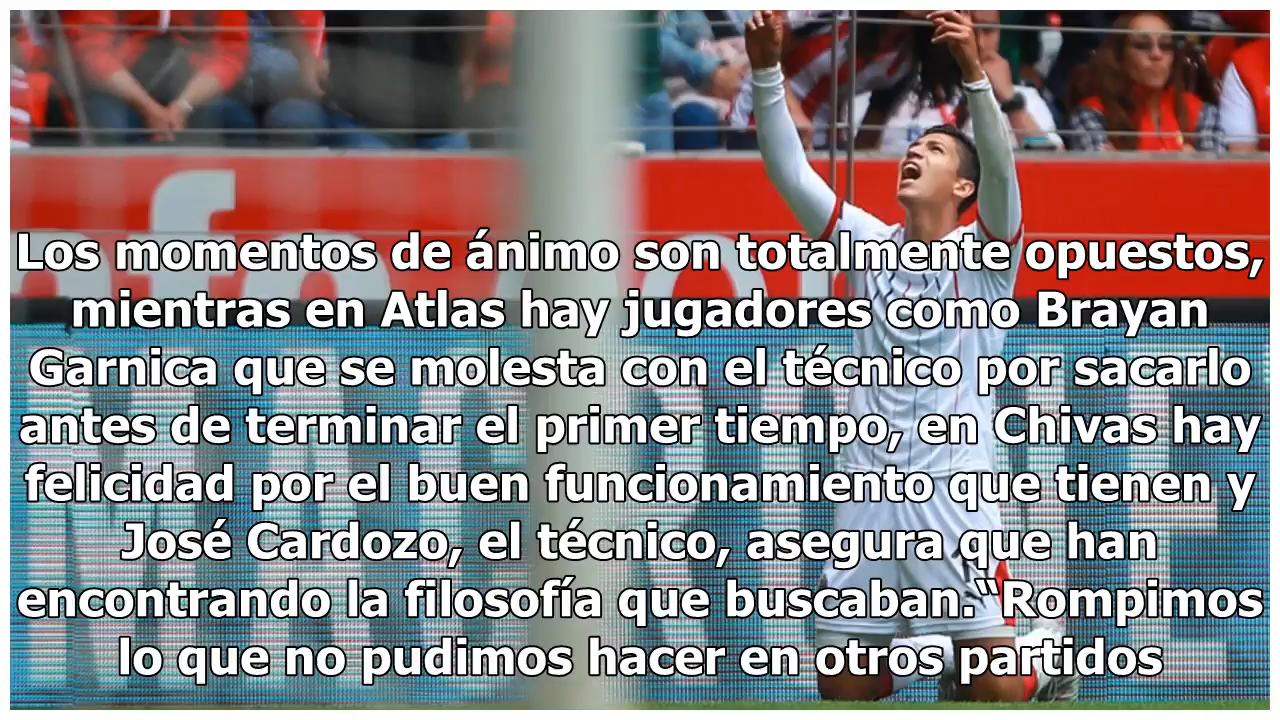 Los momentos de ánimo son totalmente opuestos,
mientras en Atlas hay jugadores como Brayan
Garnica que se molesta con el técnico por sacarlo
antes de terminar el primer tiempo, en Chivas hay
felicidad por el buen funcionamiento que tienen y
José Cardozo, el técnico, asegura que han
encontrando la filosofía que buscaban.“Rompimos
lo que no pudimos hacer en otros partidos